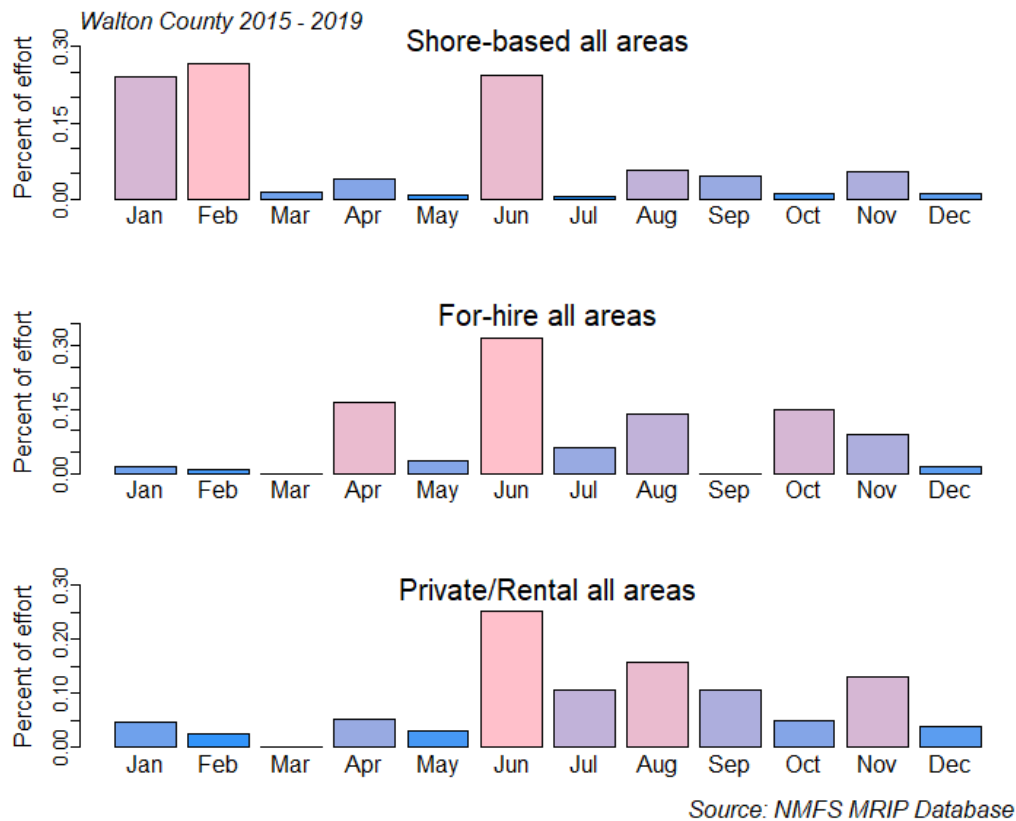 Walton County 2015 - 2019
Shore-based all areas
Percent of effort
0.30
0.15
0.00
Jan Feb Mar Apr May Jun Jul Aug Sep Oct Nov Dec
For-hire all areas
Percent of effort
0.30
0.15
0.00
Jan Feb Mar Apr May Jun Jul Aug Sep Oct Nov Dec
Private/Rental all areas
Percent of effort
0.30
0.20
0.10
0.00
Jan Feb Mar Apr May Jun Jul Aug Sep Oct Nov Dec
Source: NMFS MRIP Database